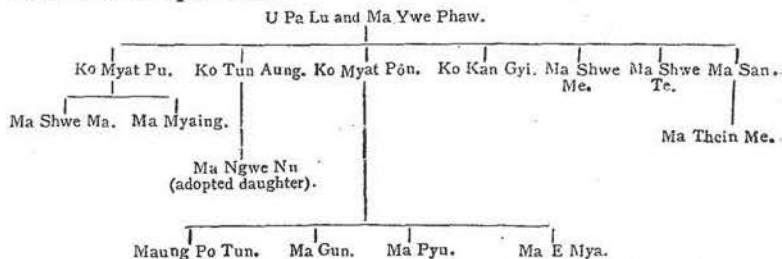 U Pa Lu and Ma Ywe Phaw.
Ko Myat Pu. Ko Tun Aung. Ko Myat Pôn. Ko Kan Gyi. Ma Shwe Me. Ma Shwe Te. Ma San.
Ma Shwe Ma. Ma Myaing.
Ma Thein Me.
Ma Ngwe Nu
(adopted daughter).
Maung Po Tun. Ma Gun. Ma Pyu. Ma E Mya.